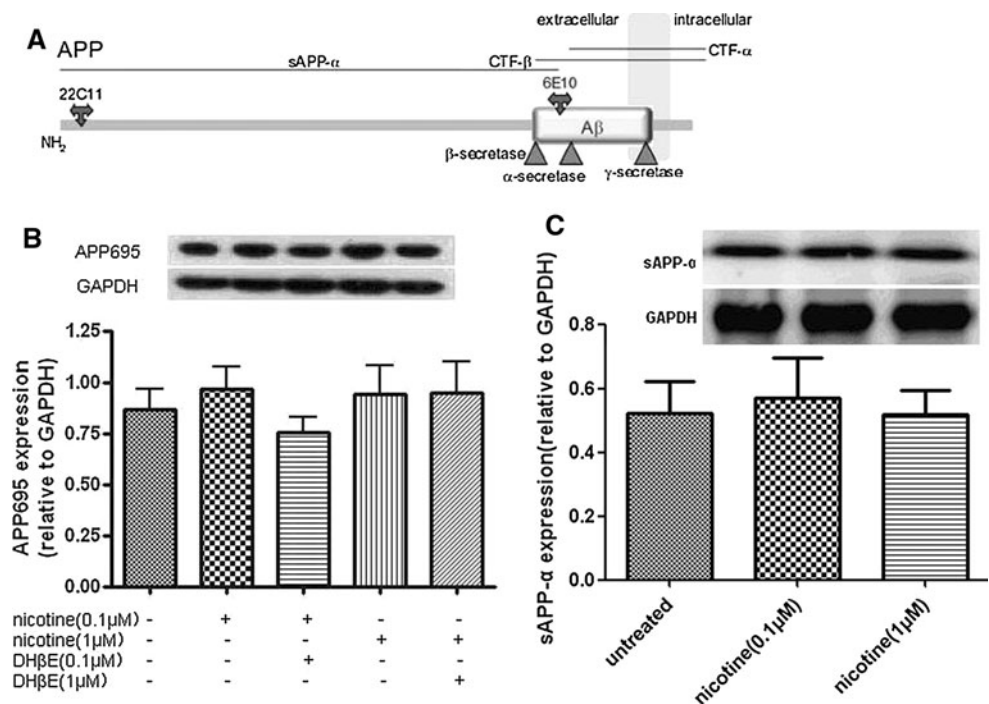 A
extracellular intracellular
APP
sAPP-α CTF-β CTF-α
22C11 6E10
NH2 Aβ
β-secretase
α-secretase γ-secretase
B
APP695
GAPDH
APP695 expression
(relative to GAPDH)
1.25
1.00
0.75
0.50
0.25
0.00
nicotine(0.1µM) - + + - -
nicotine(1µM) - - - + +
DHβE(0.1µM) - - + - -
DHβE(1µM) - - - - +
C
sAPP-α
GAPDH
sAPP-α expression(relative to GAPDH)
0.8
0.6
0.4
0.2
0.0
untreated
nicotine(0.1µM)
nicotine(1µM)